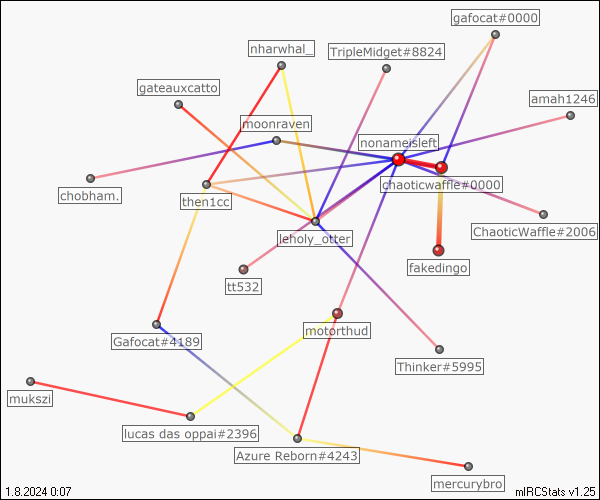 gafocat#0000
nharwhal_
TripleMidget#8824
gateauxcatto
amah1246
moonraven
nonameisleft
chaoticwaffle#0000
chobham.
then1cc
ChaoticWaffle#2006
leholy_otter
fakedingo
tt532
motorthud
Gafocat#4189
Thinker#5995
mukszi
lucas das oppai#2396
Azure Reborn#4243
mercurybro
1.8.2024 0:07
mIRCStats v1.25